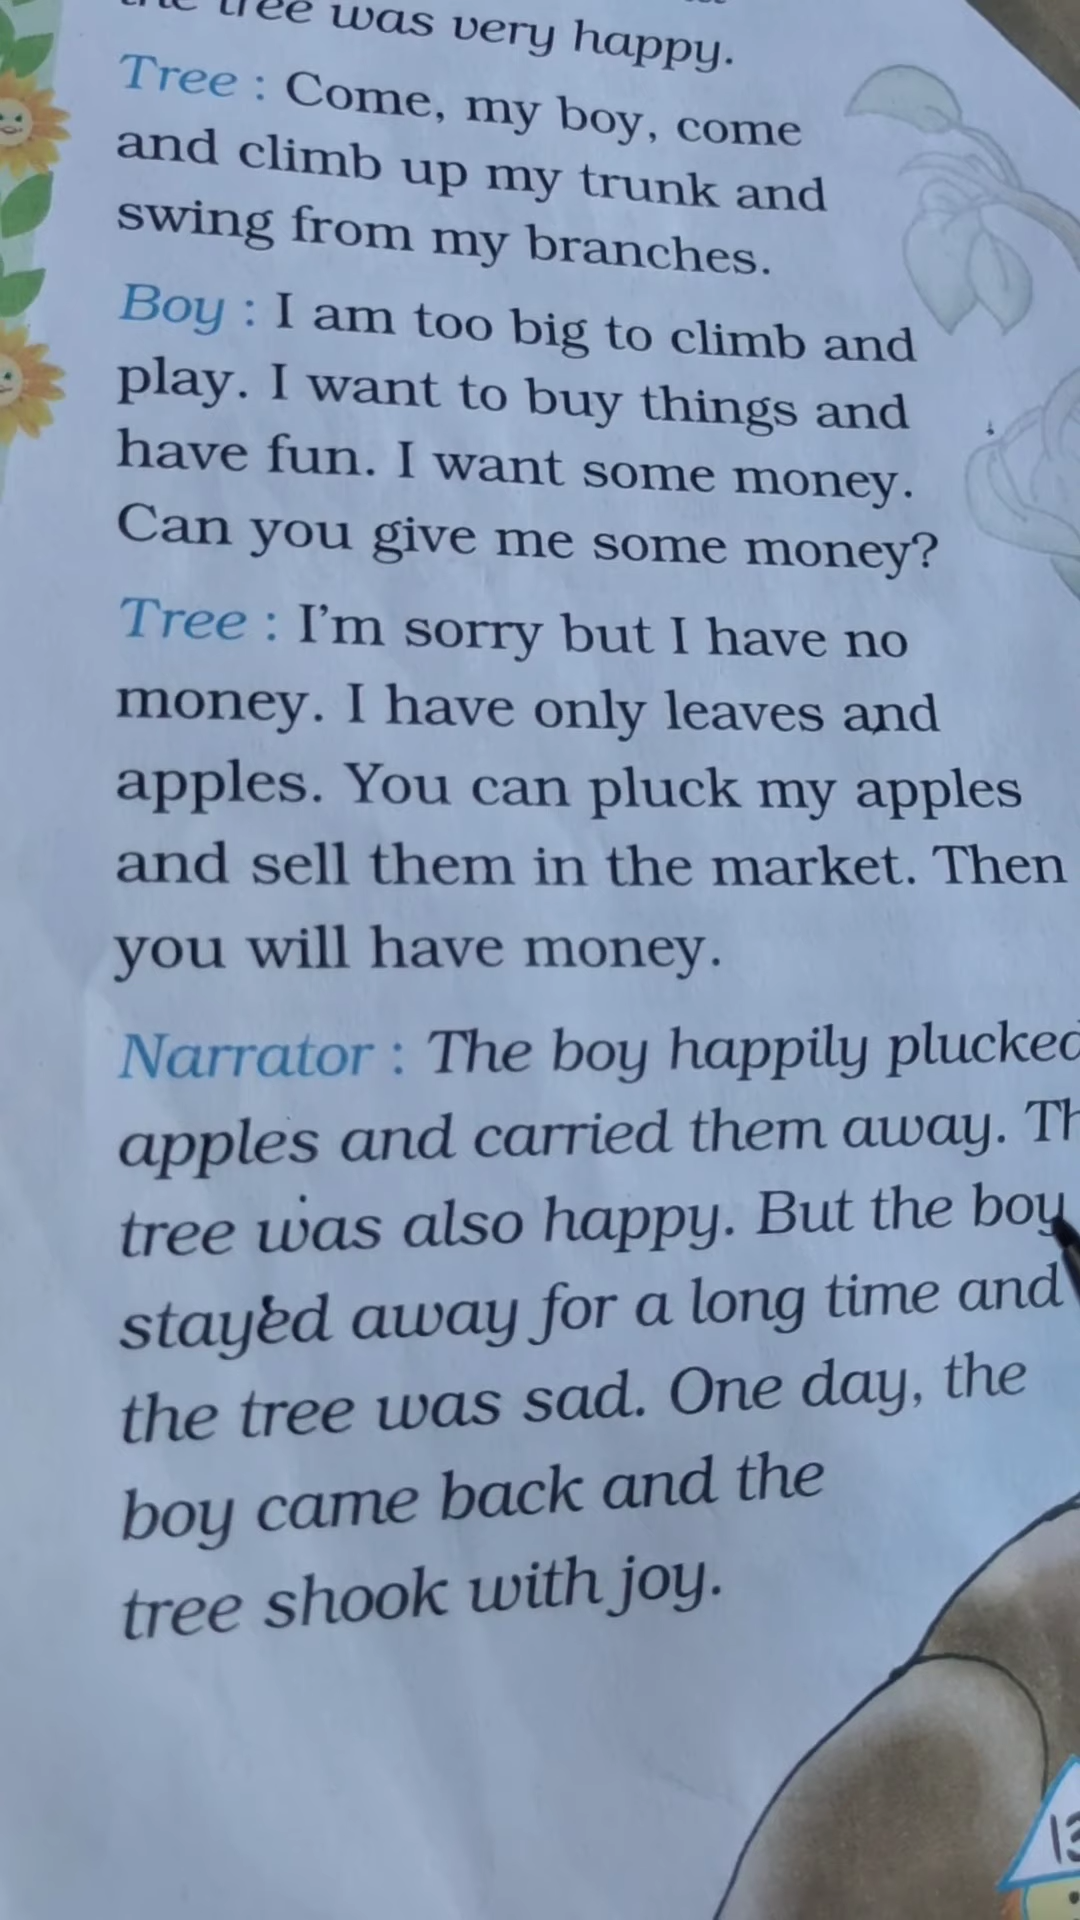 the tree was very happy.
Tree : Come, my boy, come
and climb up my trunk and
swing from my branches.
Boy : I am too big to climb and
play. I want to buy things and
have fun. I want some money.
Can you give me some money?
Tree : I'm sorry but I have no
money. I have only leaves and
apples. You can pluck my apples
and sell them in the market. Then
you will have money.
Narrator : The boy happily plucked
apples and carried them away. Th
tree was also happy. But the boy
stayed away for a long time and
the tree was sad. One day, the
boy came back and the
tree shook with joy.